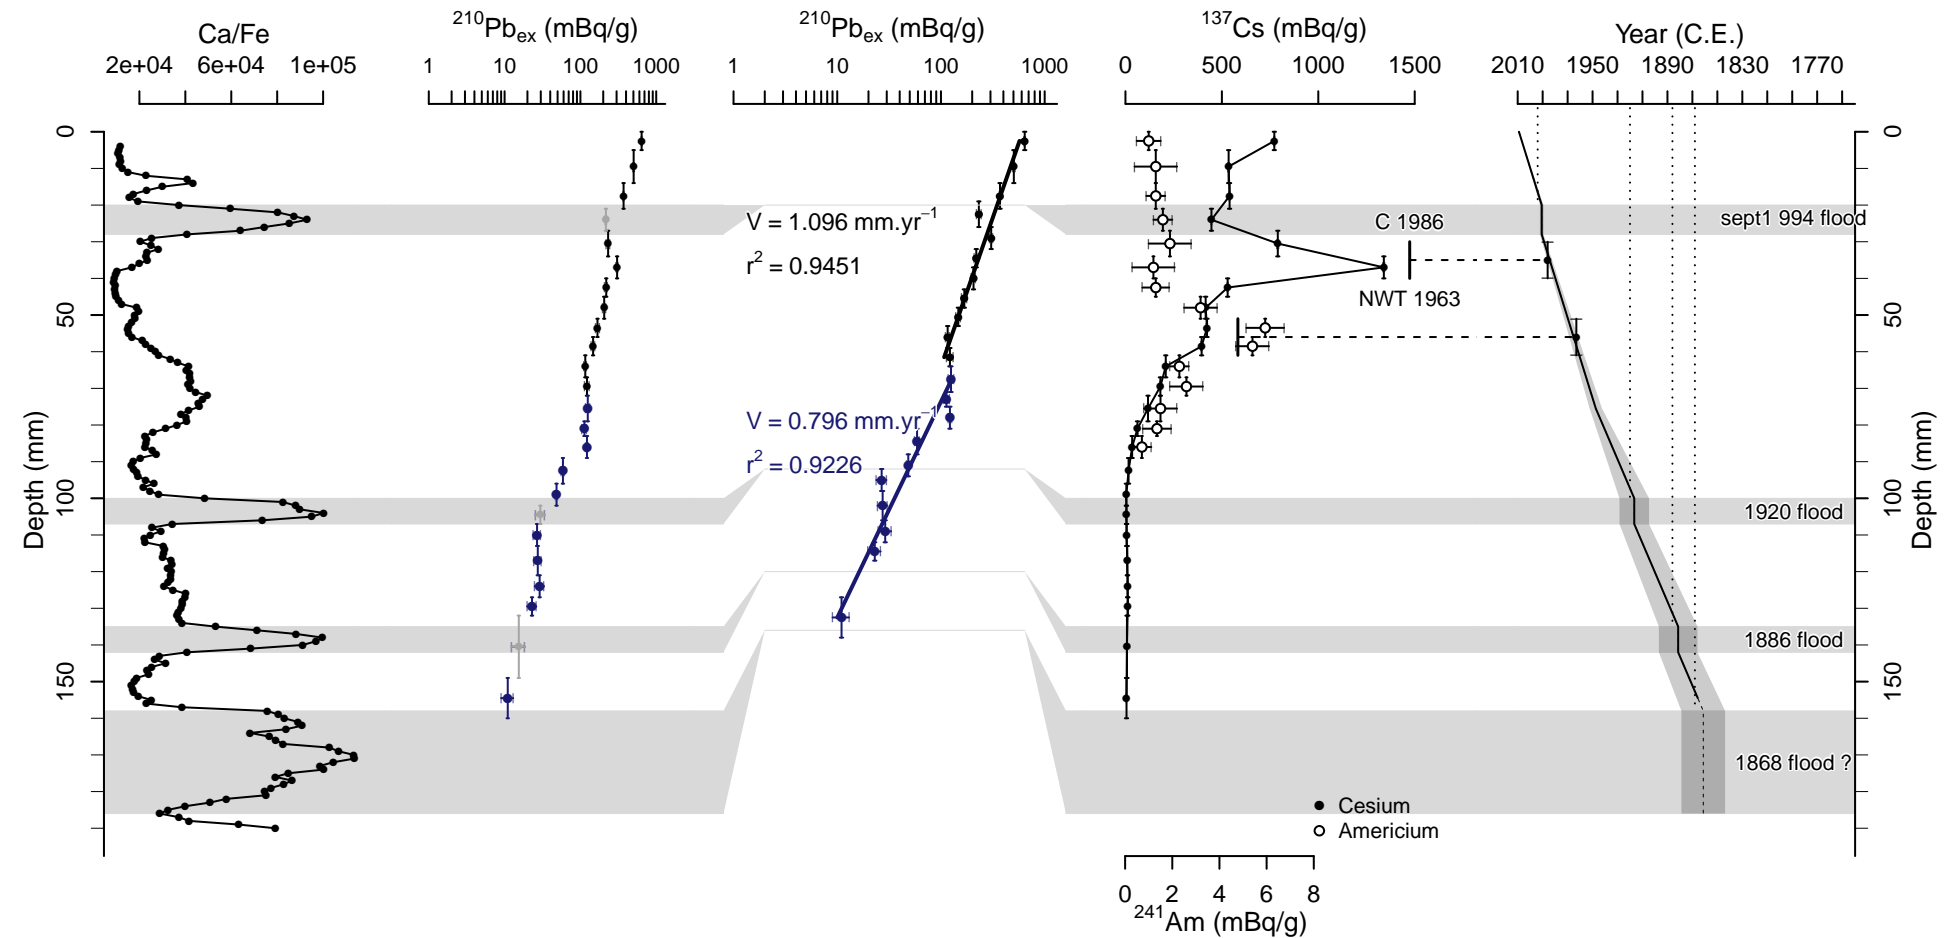 Ca/Fe
2e+04 6e+04 1e+05
210Pbex (mBq/g)
1 10 100 1000
210Pbex (mBq/g)
1 10 100 1000
137Cs (mBq/g)
0 500 1000 1500
Year (C.E.)
2010 1950 1890 1830 1770
Depth (mm)
0
50
100
150
V = 1.096 mm.yr−1
r2 = 0.9451
V = 0.796 mm.yr−1
r2 = 0.9226
C 1986
NWT 1963
sept1 994 flood
1920 flood
1886 flood
1868 flood ?
Cesium
Americium
0 2 4 6 8
241Am (mBq/g)
0
50
100
150
Depth (mm)